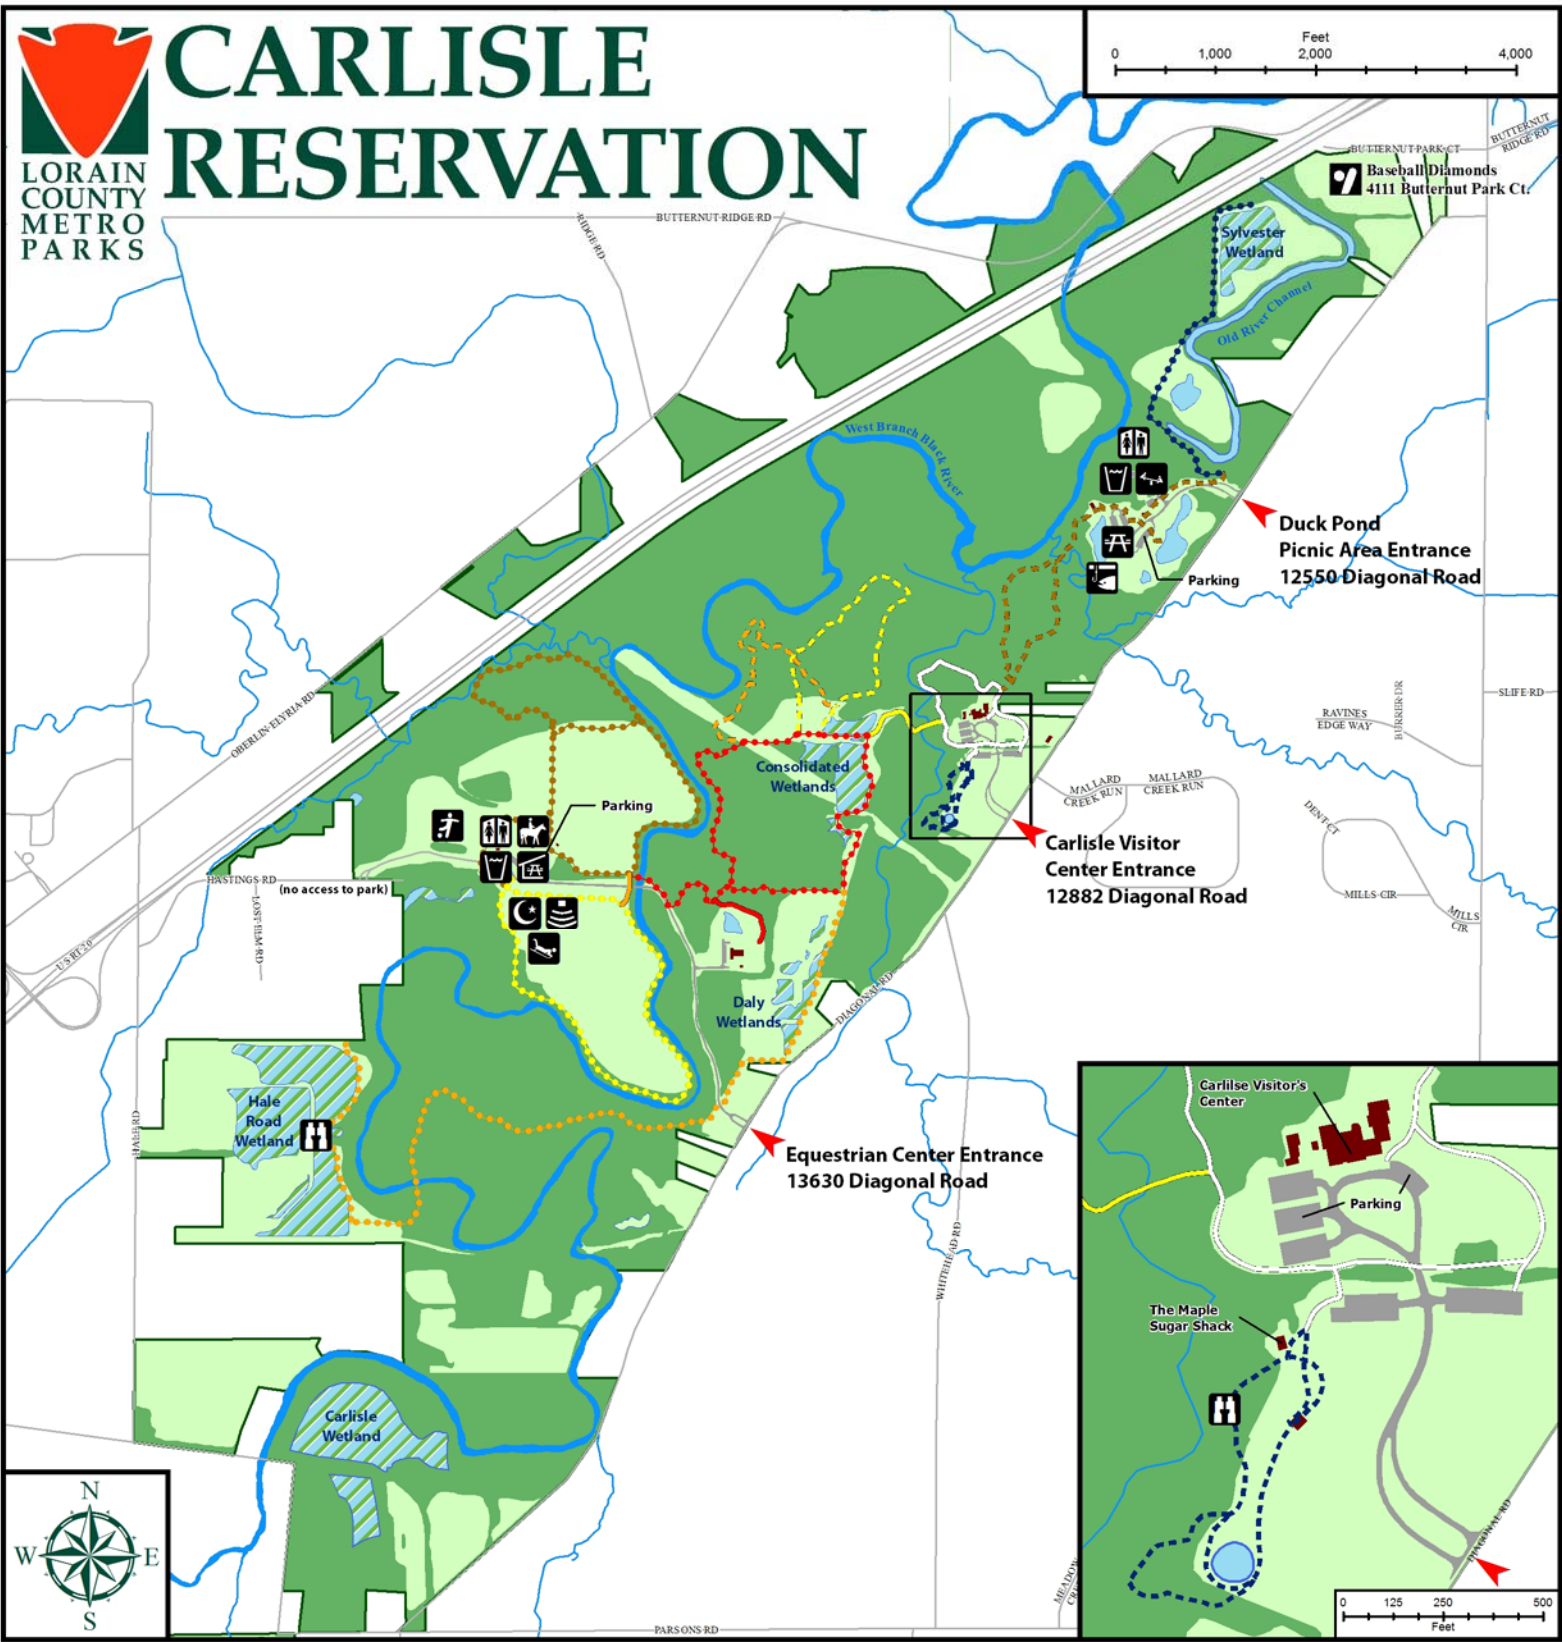 CARLISLE
RESERVATION
LORAIN
COUNTY
METRO
PARKS
Feet
0 1,000 2,000 4,000
BUTTERNUT
RIDGE RD
BUTTERNUT PARK CT
Baseball Diamonds
4111 Butternut Park Ct.
BUTTERNUT RIDGE RD
RIDGE RD
Sylvester
Wetland
Old River Channel
West Branch Black River
Duck Pond
Picnic Area Entrance
12550 Diagonal Road
Parking
OBERLIN-ELYRIA RD
SLIFE RD
RAVINES
EDGE WAY
BURRER DR
Consolidated
Wetlands
MALLARD
CREEK RUN
MALLARD
CREEK RUN
Parking
DENT CT
Carlisle Visitor
Center Entrance
12882 Diagonal Road
HASTINGS RD
(no access to park)
LOST ELM RD
MILLS CIR
MILLS
CIR
US RT 20
Daly
Wetlands
DIAGONAL RD
Hale
Road
Wetland
HALE RD
Equestrian Center Entrance
13630 Diagonal Road
WHITEHEAD RD
Carlilse Visitor's
Center
Parking
The Maple
Sugar Shack
Carlisle
Wetland
DIAGONAL RD
N
W E
S
MEADOW
0 125 250 500
Feet
PARSONS RD